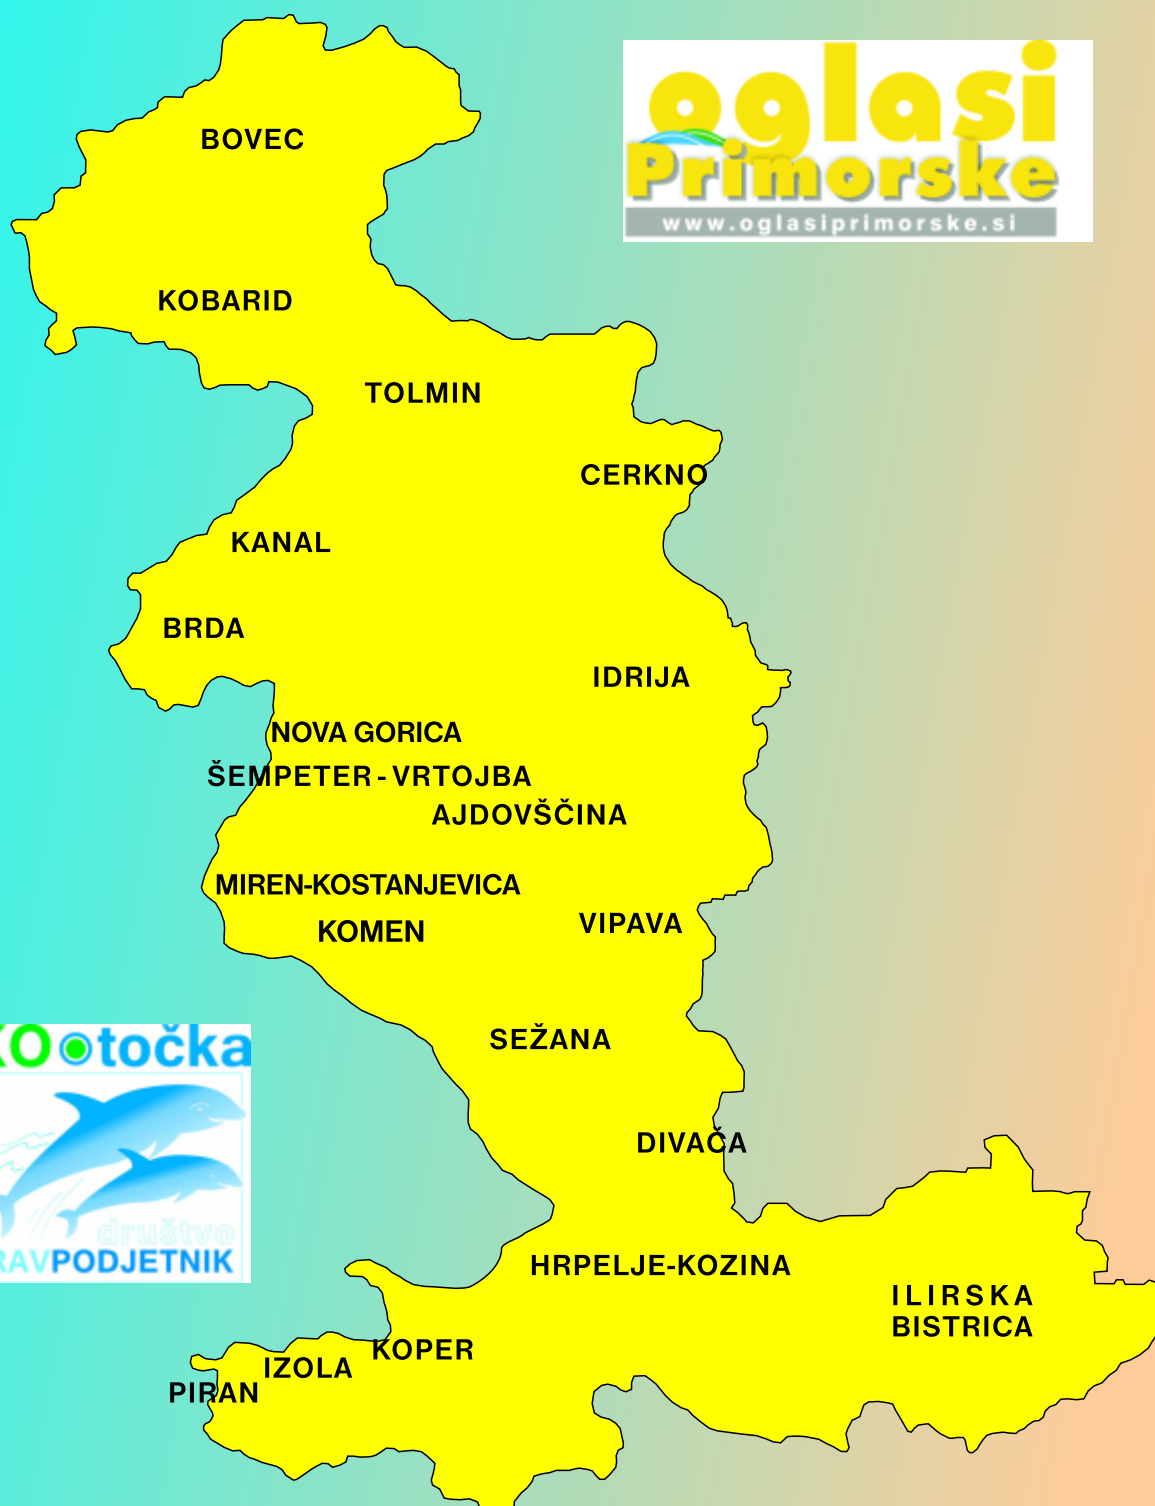 BOVEC
oglasi
Primorske
www.oglasiprimorske.si
KOBARID
TOLMIN
CERKNO
KANAL
BRDA
IDRIJA
NOVA GORICA
ŠEMPETER - VRTOJBA
AJDOVŠČINA
MIREN-KOSTANJEVICA
VIPAVA
KOMEN
SEŽANA
točka
društvo
PODJETNIK
DIVAČA
HRPELJE-KOZINA
ILIRSKA
BISTRICA
KOPER
IZOLA
PIRAN